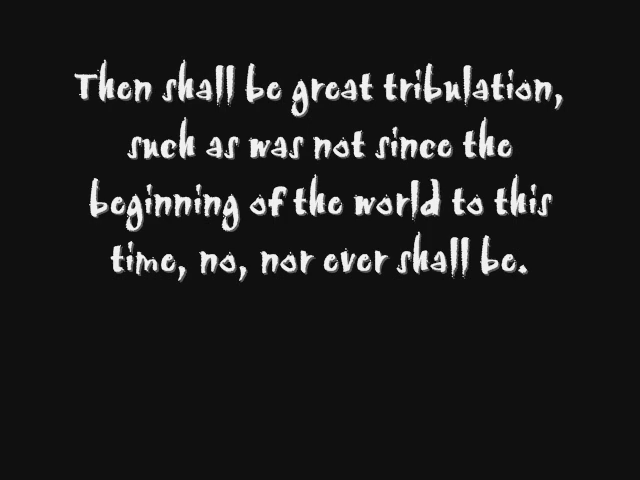 Then shall be great tribulation,
such as was not since the
beginning of the world to this
time, no, nor ever shall be.